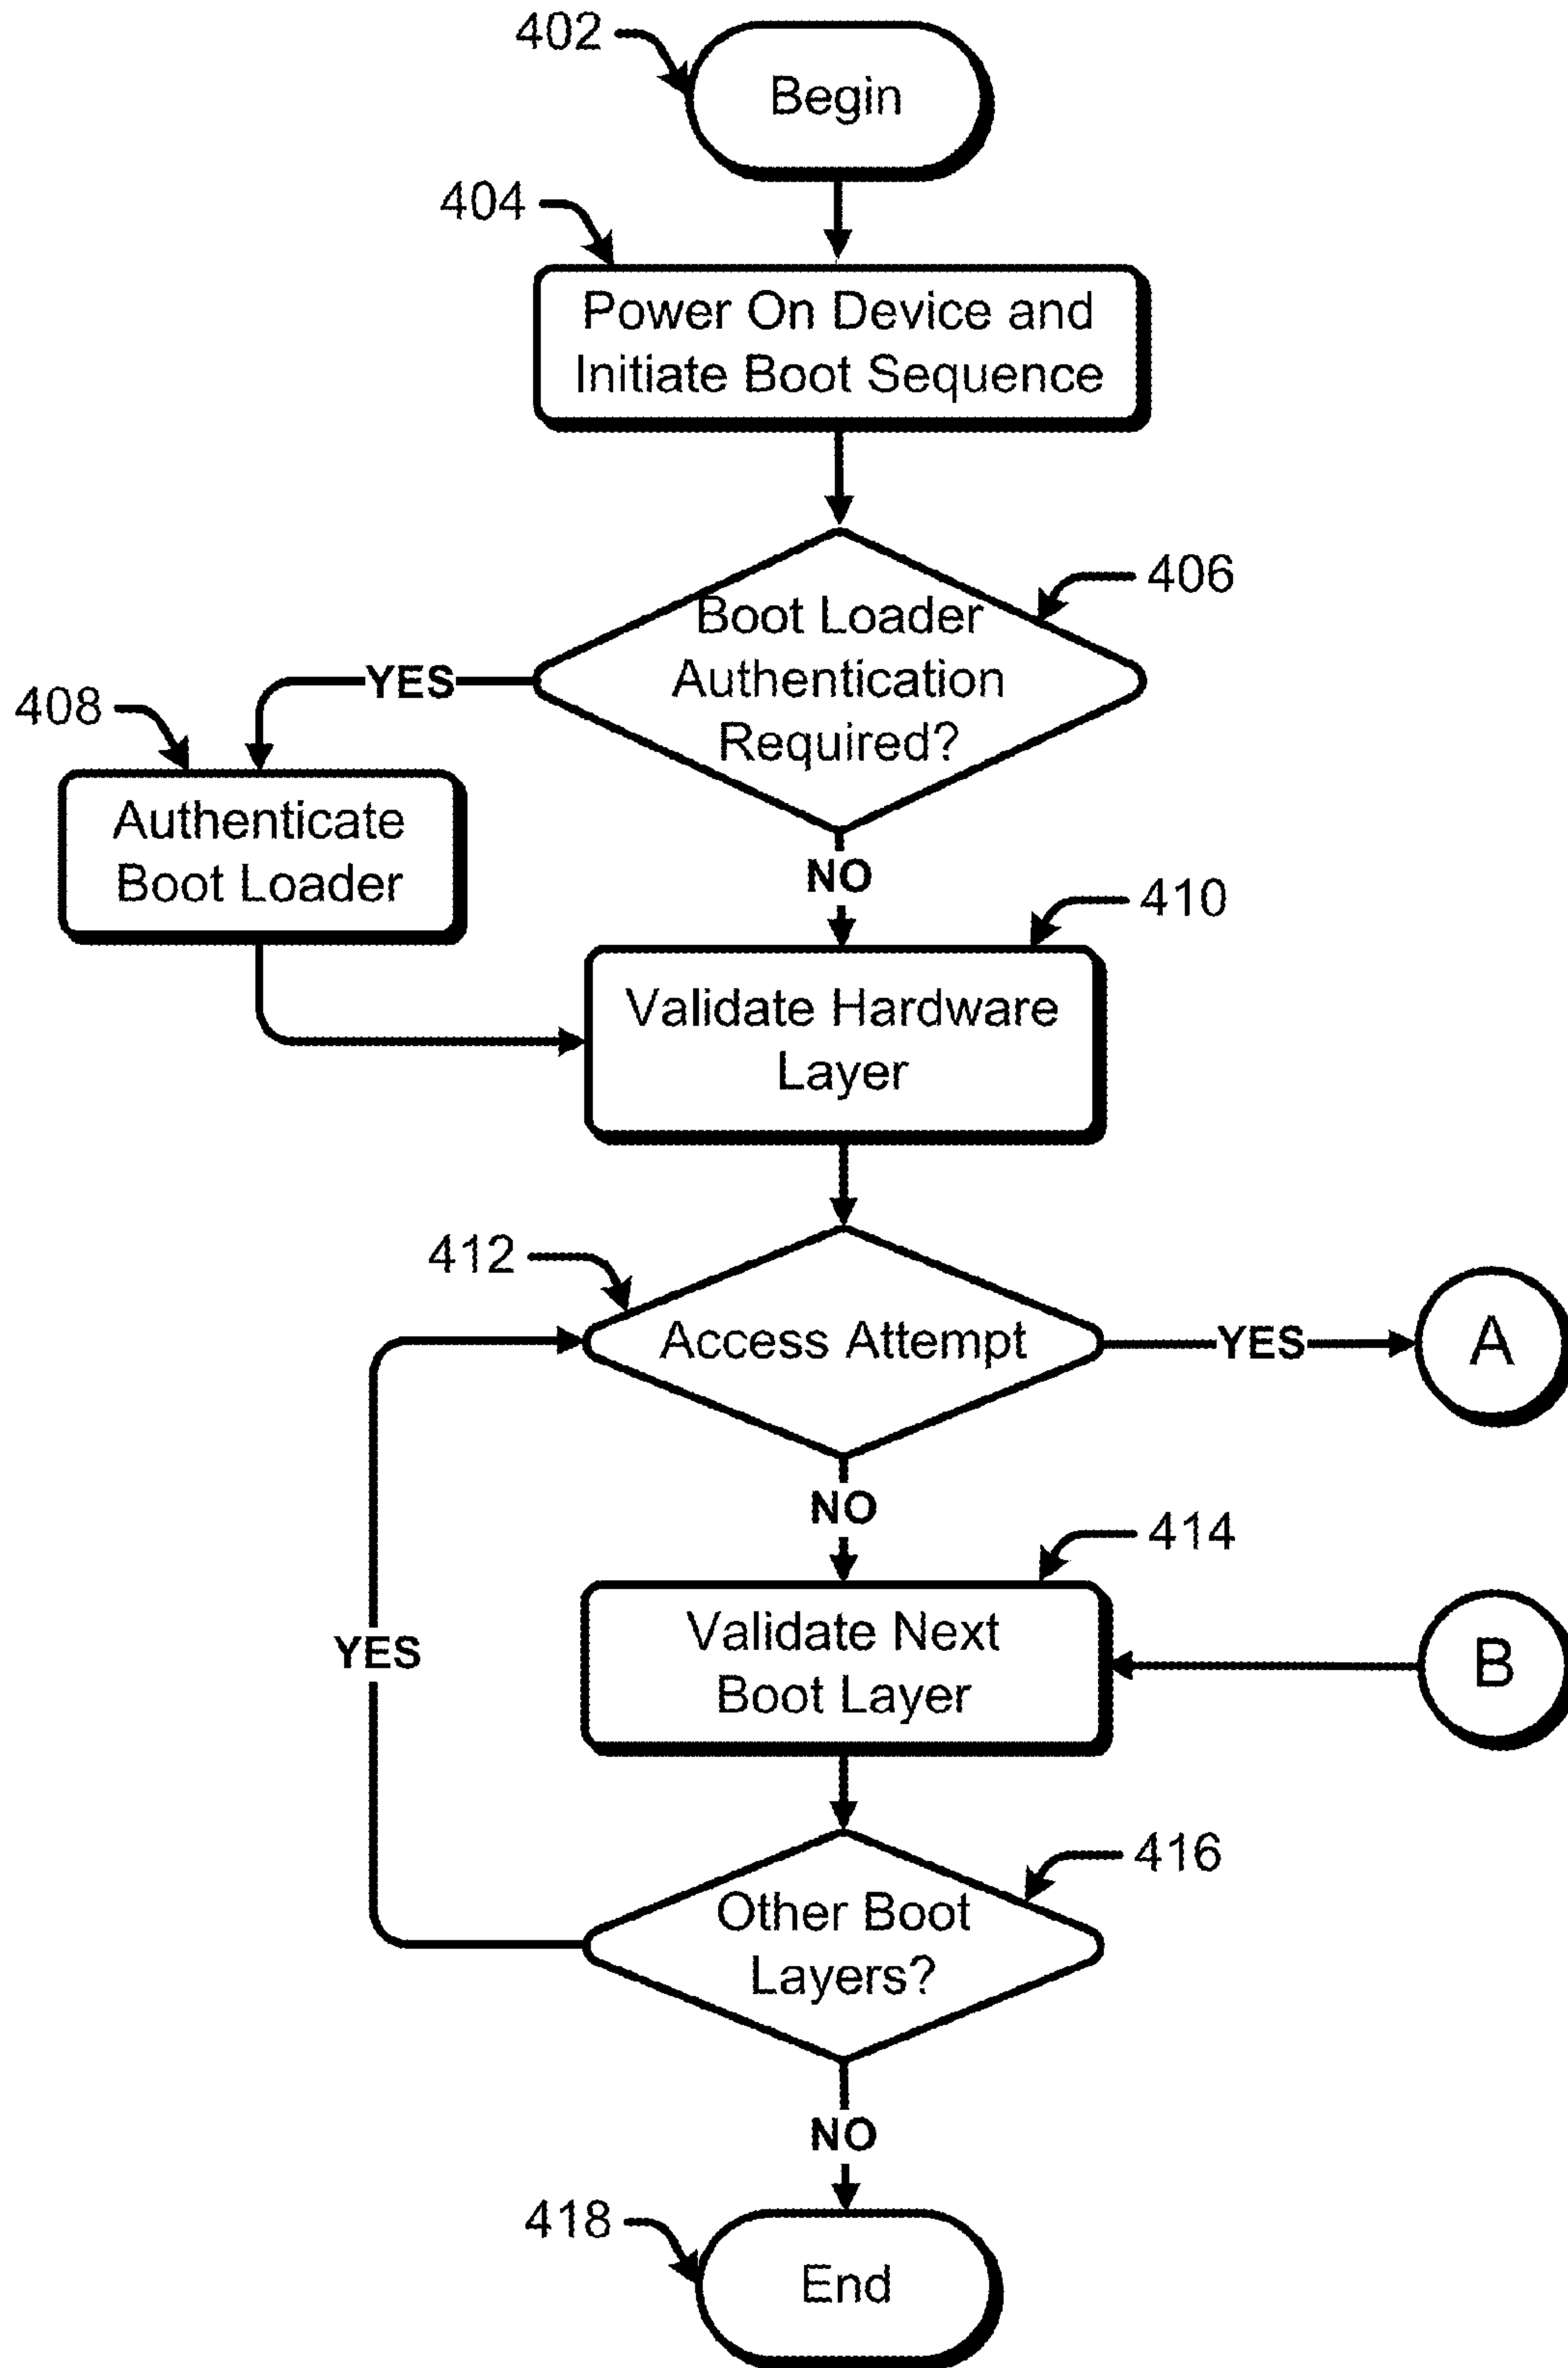 402
Begin
404
Power On Device and
Initiate Boot Sequence
406
Boot Loader
Authentication
Required?
YES
408
Authenticate
Boot Loader
NO
410
Validate Hardware
Layer
412
Access Attempt
YES
A
NO
414
Validate Next
Boot Layer
B
YES
416
Other Boot
Layers?
NO
418
End